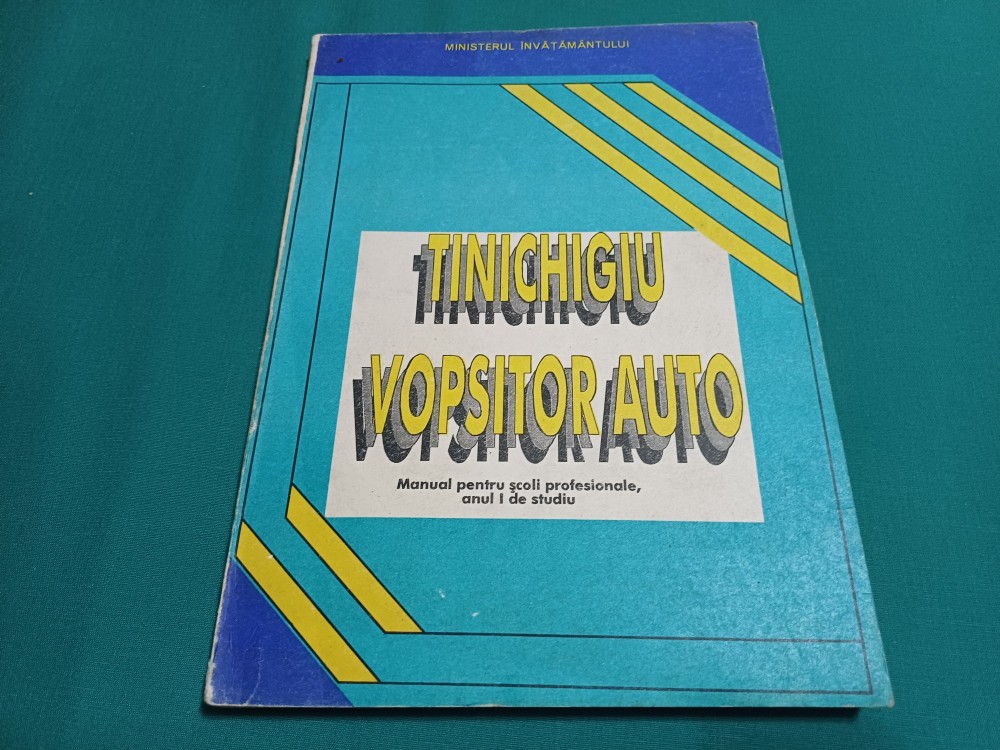 MINISTERUL ÎNVĂȚĂMÂNTULUI
TINICHIGIU
VOPSITOR AUTO
Manual pentru școli profesionale,
anul I de studiu